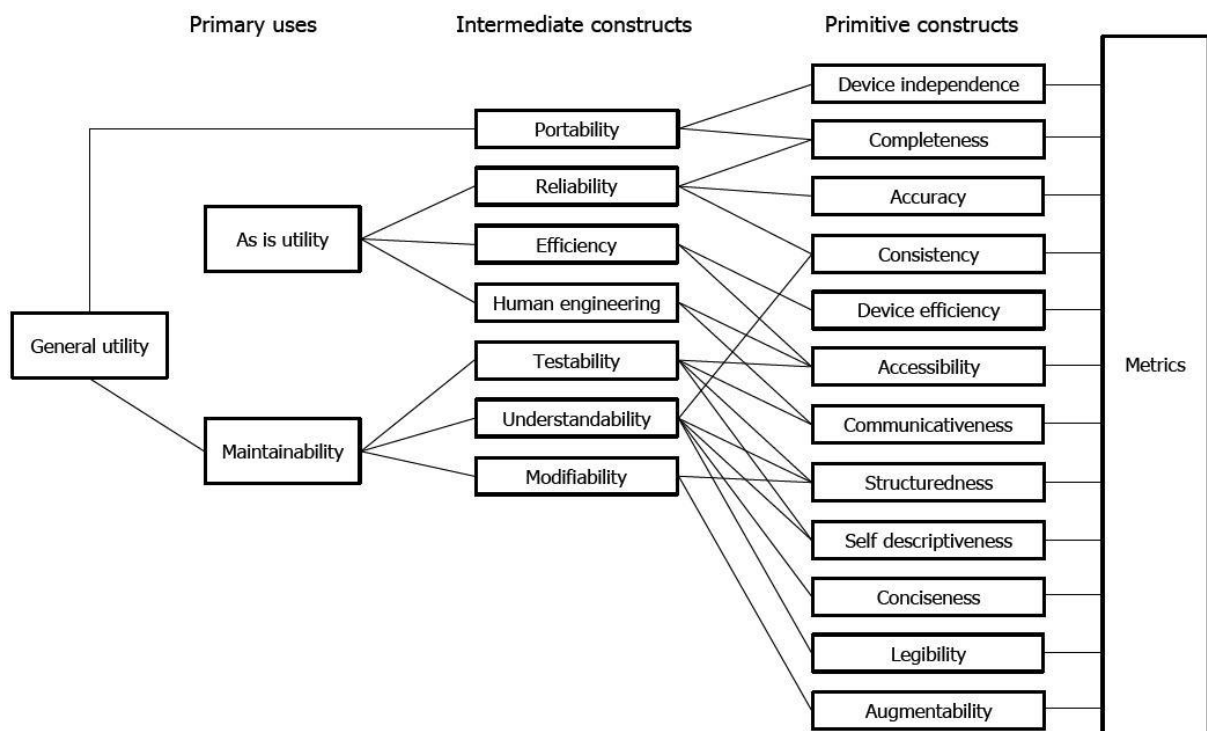 Primary uses
Intermediate constructs
Primitive constructs
Device independence
Portability
Completeness
Reliability
Accuracy
As is utility
Efficiency
Consistency
Human engineering
Device efficiency
General utility
Testability
Accessibility
Metrics
Understandability
Communicativeness
Maintainability
Modifiability
Structuredness
Self descriptiveness
Conciseness
Legibility
Augmentability